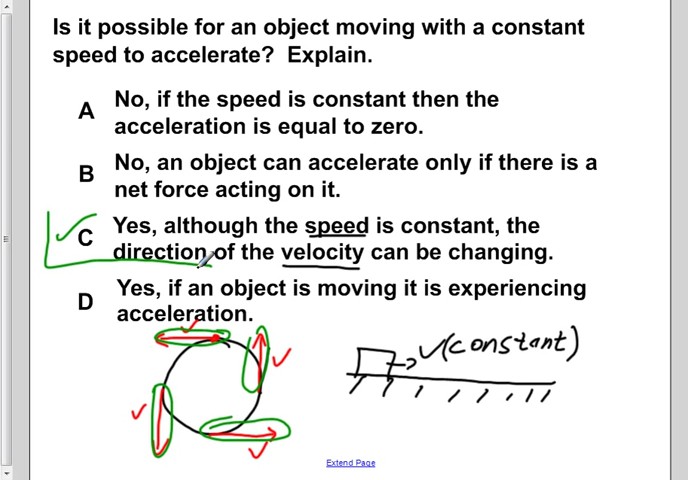 Is it possible for an object moving with a constant
speed to accelerate? Explain.
A No, if the speed is constant then the
acceleration is equal to zero.
B No, an object can accelerate only if there is a
net force acting on it.
C Yes, although the speed is constant, the
direction of the velocity can be changing.
D Yes, if an object is moving it is experiencing
acceleration.
V
V
V
V
V(constant)
Extend Page